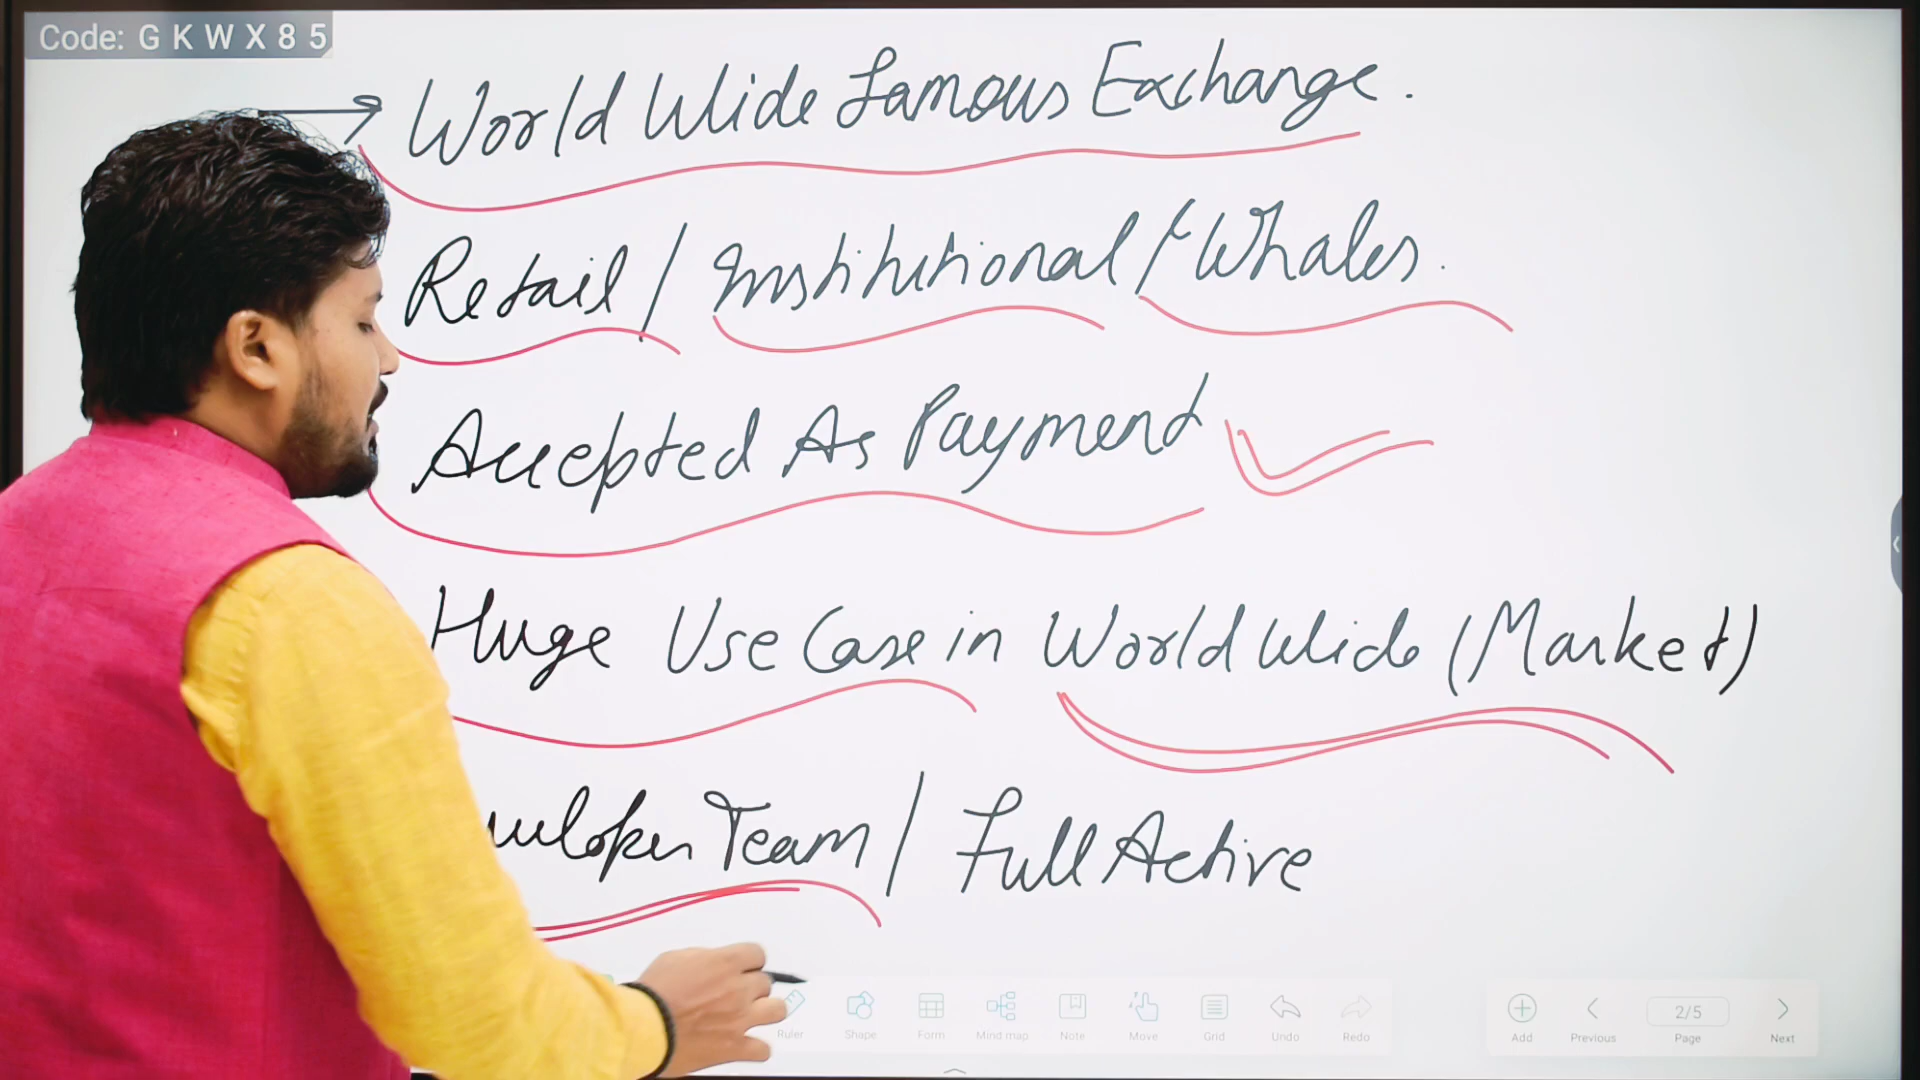 Code: G K W X 8 5
World Wide Famous Exchange.
Retail / Institutional / Whales.
Accepted As Payment
Huge Use Case in World Wide (Market)
Team / Full Active
Ruler Shape Form Mind map Note Move Grid Undo Redo
Add Previous 2/5 Page Next